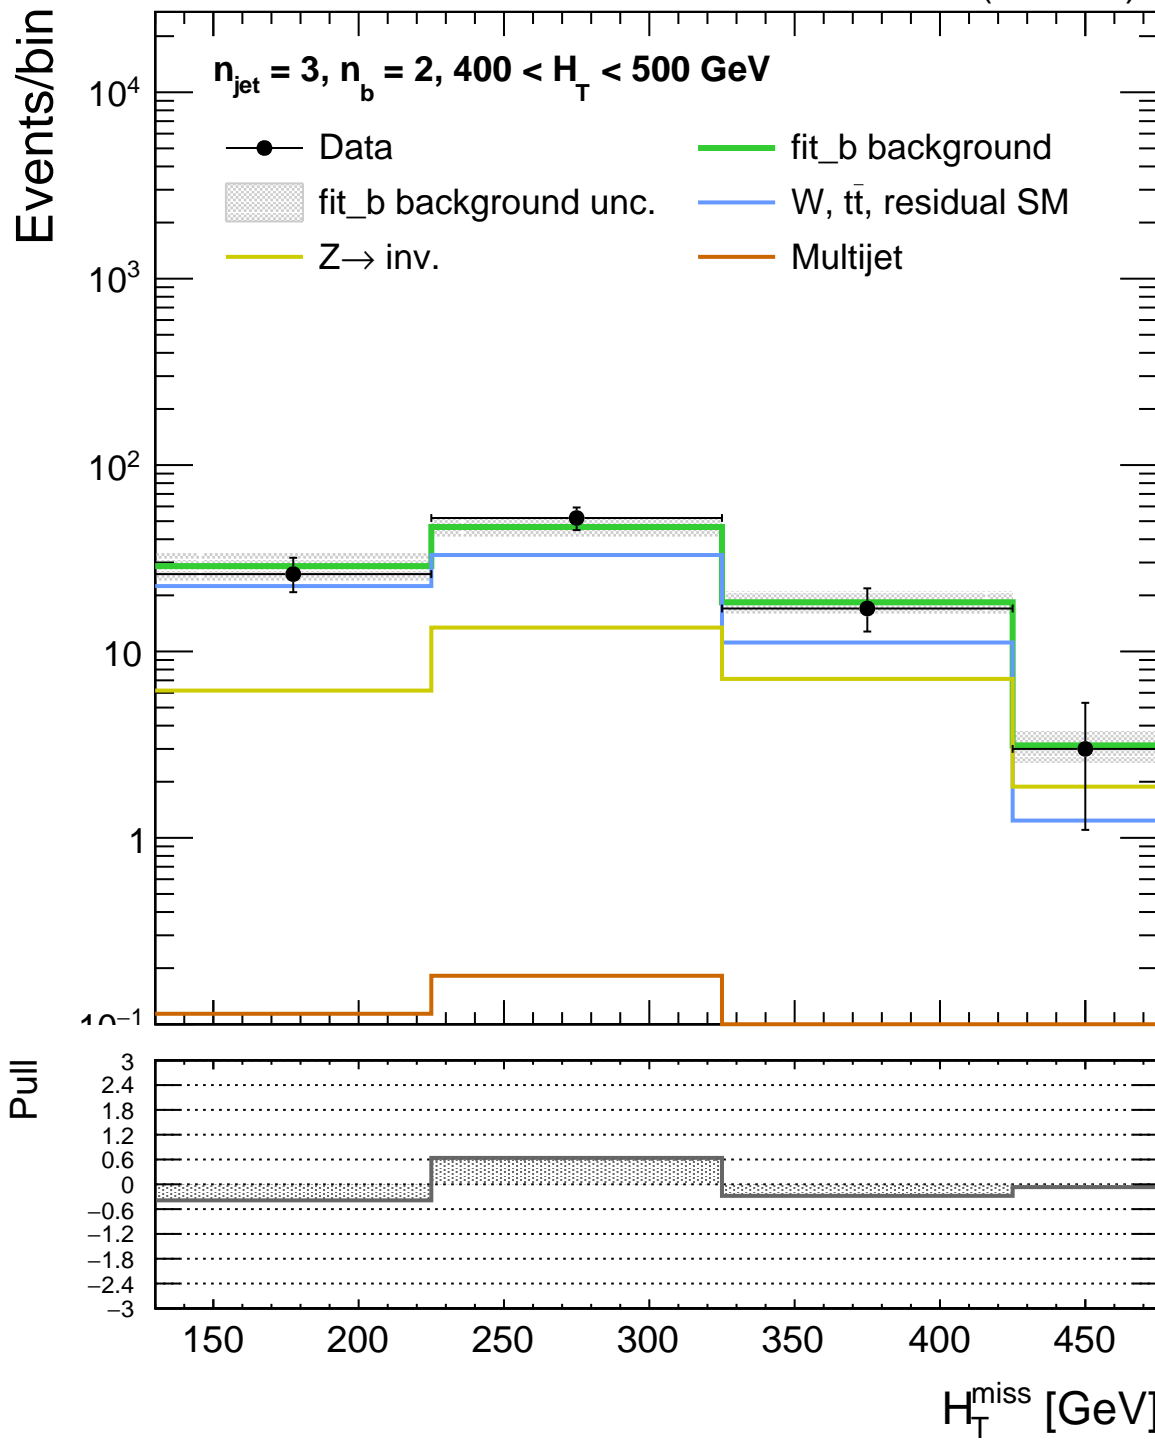 Events/bin
n_jet = 3, n_b = 2, 400 < H_T < 500 GeV
Data
fit_b background
fit_b background unc.
W, tt̄, residual SM
Z→ inv.
Multijet
10^4
10^3
10^2
10
1
10^−1
Pull
3
2.4
1.8
1.2
0.6
0
−0.6
−1.2
−1.8
−2.4
−3
150 200 250 300 350 400 450
H_T^miss [GeV]